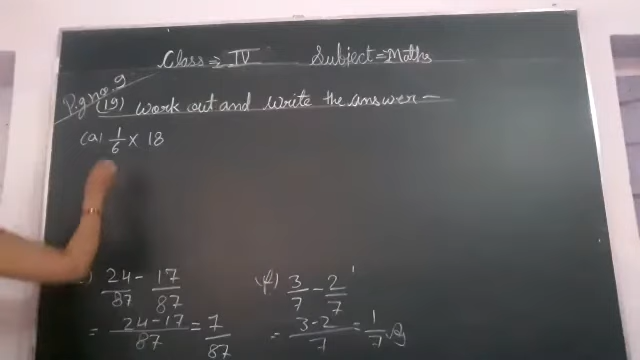 Class → IV Subject = Maths
P.g no. 9
(19) work out and write the answer —
(a) 1/6 × 18
) 24/87 - 17/87
= 24-17/87 = 7/87
f) 3/7 - 2/7
= 3-2/7 = 1/7